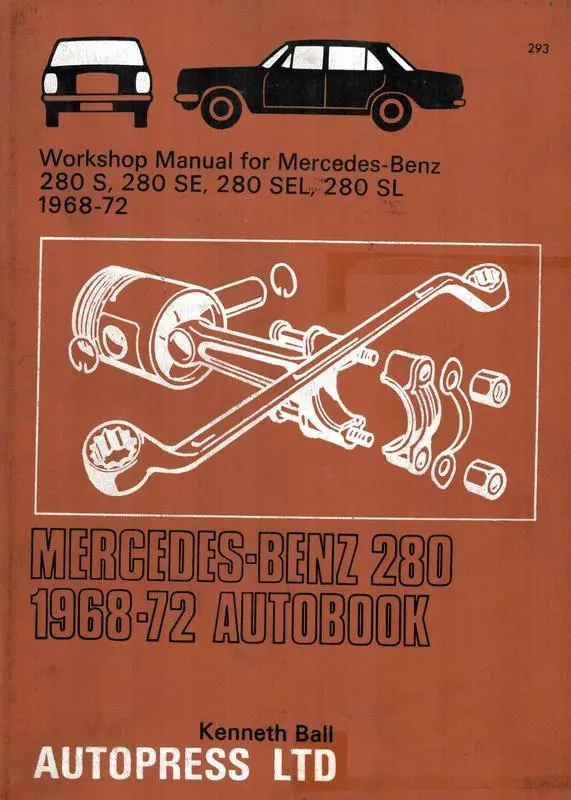 293
Workshop Manual for Mercedes-Benz
280 S, 280 SE, 280 SEL, 280 SL
1968-72
MERCEDES-BENZ 280
1968-72 AUTOBOOK
Kenneth Ball
AUTOPRESS LTD